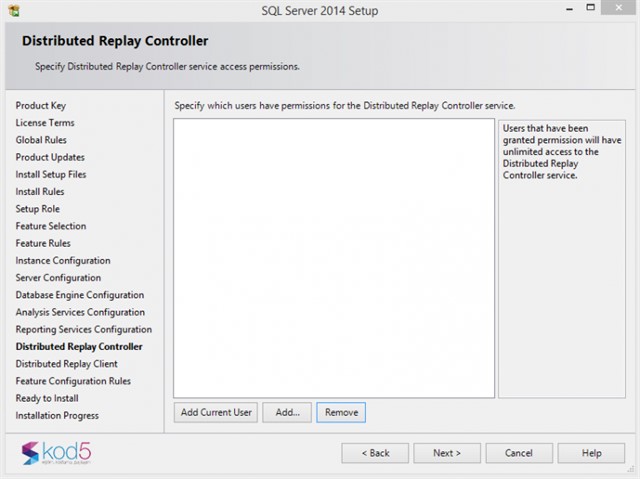 SQL Server 2014 Setup
Distributed Replay Controller
Specify Distributed Replay Controller service access permissions.
Product Key
License Terms
Global Rules
Product Updates
Install Setup Files
Install Rules
Setup Role
Feature Selection
Feature Rules
Instance Configuration
Server Configuration
Database Engine Configuration
Analysis Services Configuration
Reporting Services Configuration
Distributed Replay Controller
Distributed Replay Client
Feature Configuration Rules
Ready to Install
Installation Progress
Specify which users have permissions for the Distributed Replay Controller service.
Users that have been
granted permission will have
unlimited access to the
Distributed Replay
Controller service.
Add Current User
Add...
Remove
kod5
< Back
Next >
Cancel
Help